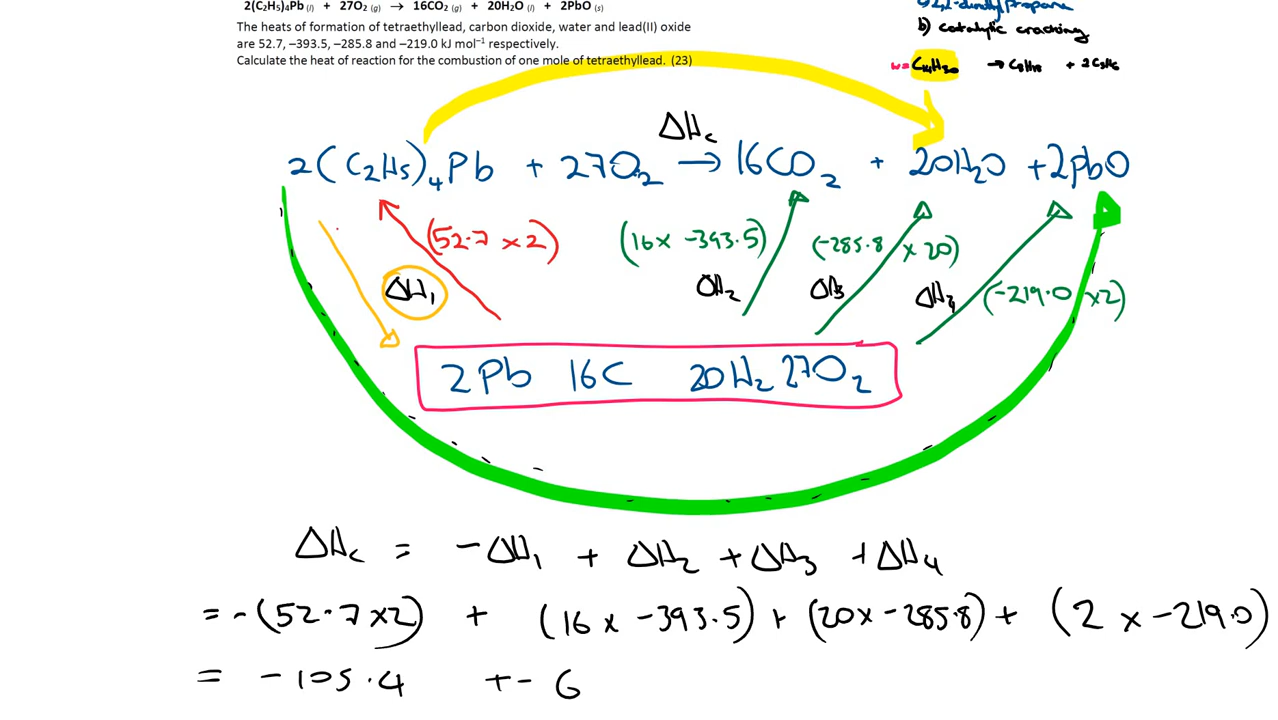 2(C₂H₅)₄Pb (l) + 27O₂ (g) → 16CO₂ (g) + 20H₂O (l) + 2PbO (s)
The heats of formation of tetraethyllead, carbon dioxide, water and lead(II) oxide
are 52.7, –393.5, –285.8 and –219.0 kJ mol⁻¹ respectively.
Calculate the heat of reaction for the combustion of one mole of tetraethyllead. (23)
b) catalytic cracking
w = C₁₄H₃₀ → C₈H₁₈ + 2C₃H₆
ΔHc
2(C₂H₅)₄Pb + 27O₂ → 16CO₂ + 20H₂O + 2PbO
(52.7 x2) (16x -393.5) (-285.8 x 20)
ΔH₁ ΔH₂ ΔH₃ ΔH₄ (-219.0 x2)
2Pb 16C 20H₂ 27O₂
ΔHc = -ΔH₁ + ΔH₂ + ΔH₃ + ΔH₄
= -(52.7x2) + (16x -393.5) + (20x -285.8) + (2 x -219.0)
= -105.4 + - 6